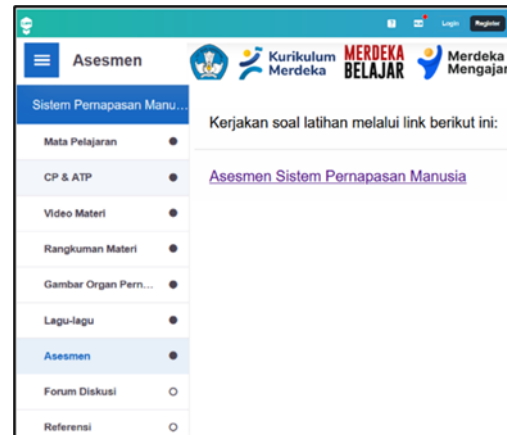 Login
Register
Asesmen
Kurikulum
Merdeka
MERDEKA
BELAJAR
Merdeka
Mengajar
Sistem Pernapasan Manu...
Mata Pelajaran
CP & ATP
Video Materi
Rangkuman Materi
Gambar Organ Pern...
Lagu-lagu
Asesmen
Forum Diskusi
Referensi
Kerjakan soal latihan melalui link berikut ini:
Asesmen Sistem Pernapasan Manusia